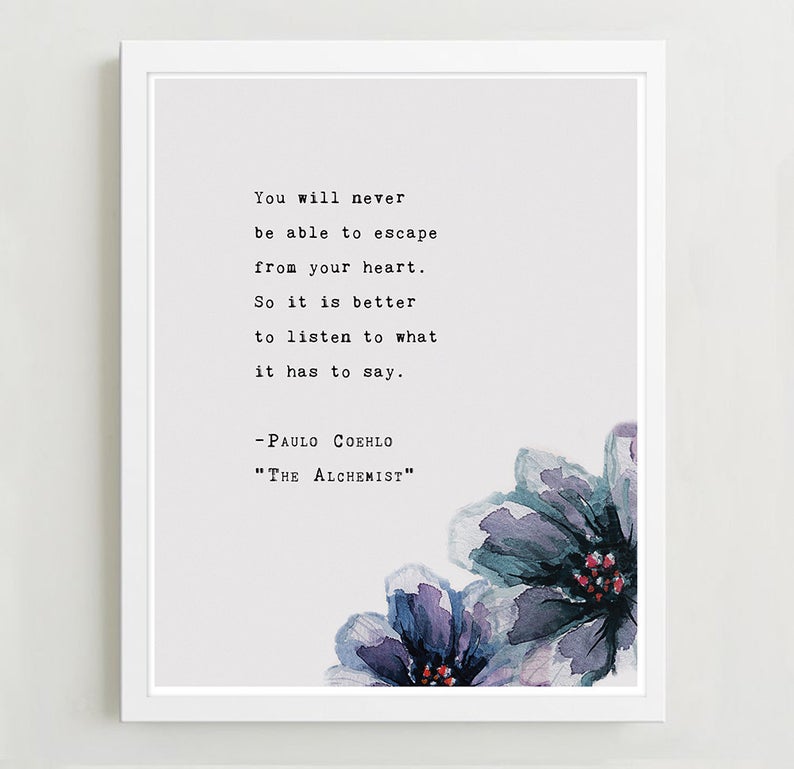 You will never
be able to escape
from your heart.
So it is better
to listen to what
it has to say.
-Paulo Coehlo
"The Alchemist"